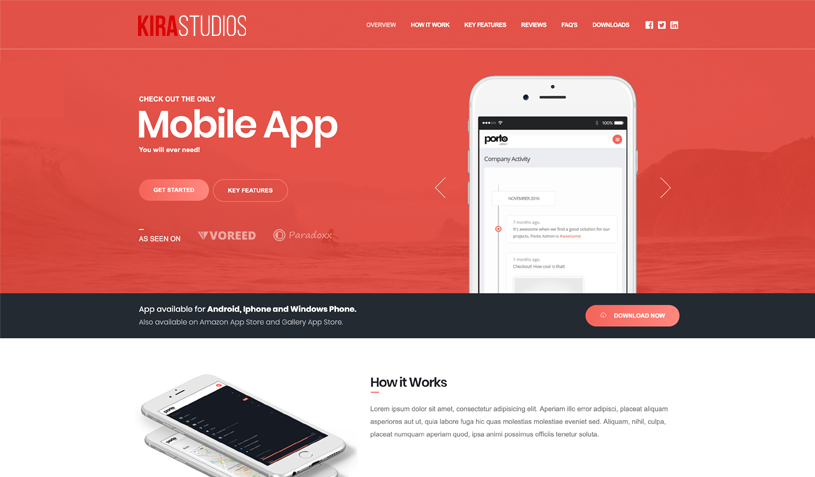 KIRASTUDIOS
OVERVIEW
HOW IT WORK
KEY FEATURES
REVIEWS
FAQ'S
DOWNLOADS
CHECK OUT THE ONLY
Mobile App
You will ever need!
GET STARTED
KEY FEATURES
AS SEEN ON
VOREED
Paradoxx
100%
porto
Company Activity
NOVEMBER 2015
7 months ago.
It's awesome when we find a good solution for our
projects. Porto Admin is #awesome
7 months ago.
Checkout! How cool is that!
App available for Android, Iphone and Windows Phone.
Also available on Amazon App Store and Gallery App Store.
DOWNLOAD NOW
How it Works
Lorem ipsum dolor sit amet, consectetur adipisicing elit. Aperiam illc error adipisci, placeat aliquam
asperiores aut ut, quia labore fuga hic quas molestias molestiae eveniet sed. Aliquam, nihil, culpa,
placeat numquam aperiam quod, ipsa animi possimus officiis tenetur soluta.
porto
porto